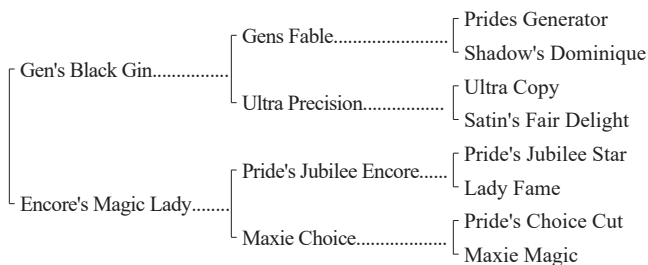 Prides Generator
Gens Fable..........................
Shadow's Dominique
Gen's Black Gin.................
Ultra Copy
Ultra Precision..................
Satin's Fair Delight
Pride's Jubilee Star
Pride's Jubilee Encore......
Lady Fame
Encore's Magic Lady........
Pride's Choice Cut
Maxie Choice....................
Maxie Magic